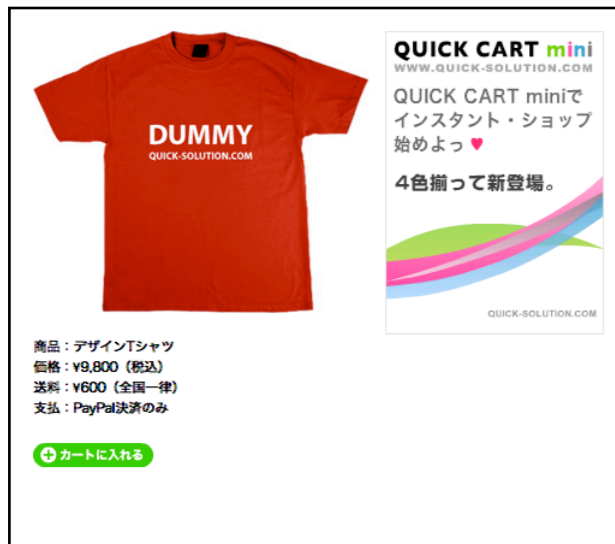 DUMMY
QUICK-SOLUTION.COM
商品：デザインTシャツ
価格：¥9,800（税込）
送料：¥600（全国一律）
支払：PayPal決済のみ
カートに入れる
QUICK CART mini
WWW.QUICK-SOLUTION.COM
QUICK CART miniで
インスタント・ショップ
始めよっ♥
4色揃って新登場。
QUICK-SOLUTION.COM